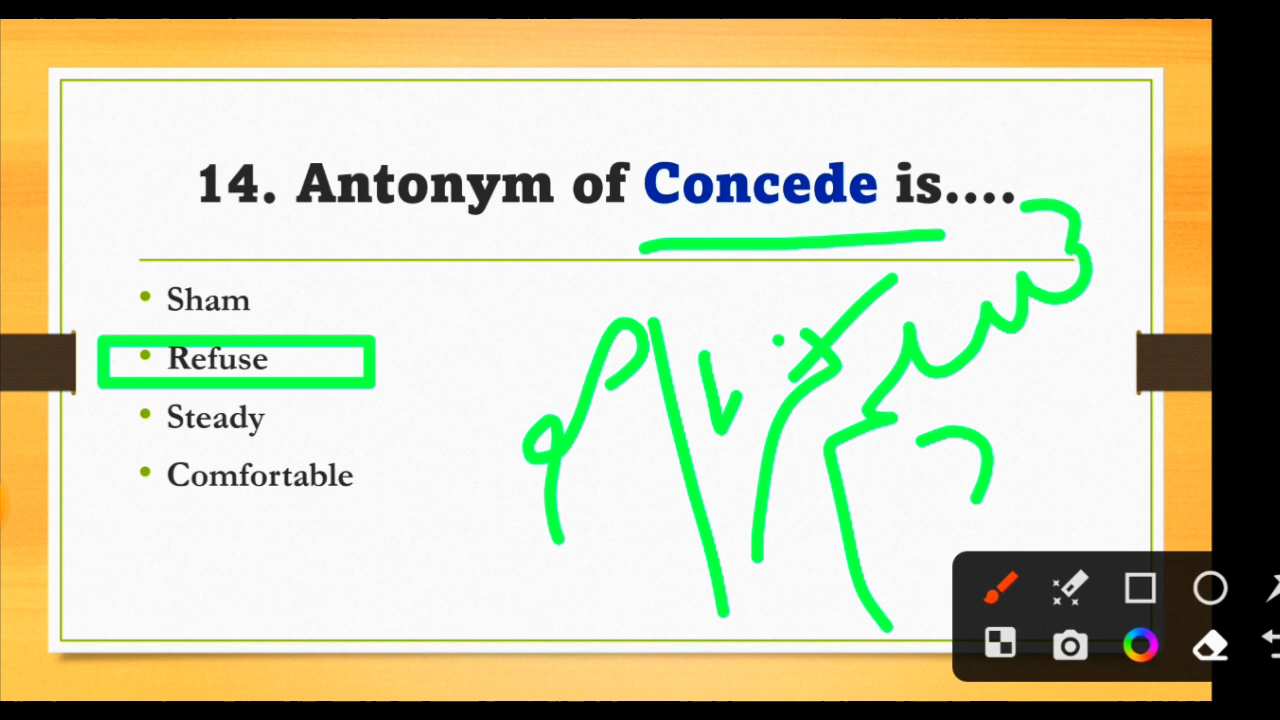 14. Antonym of Concede is....
• Sham
• Refuse
• Steady
• Comfortable